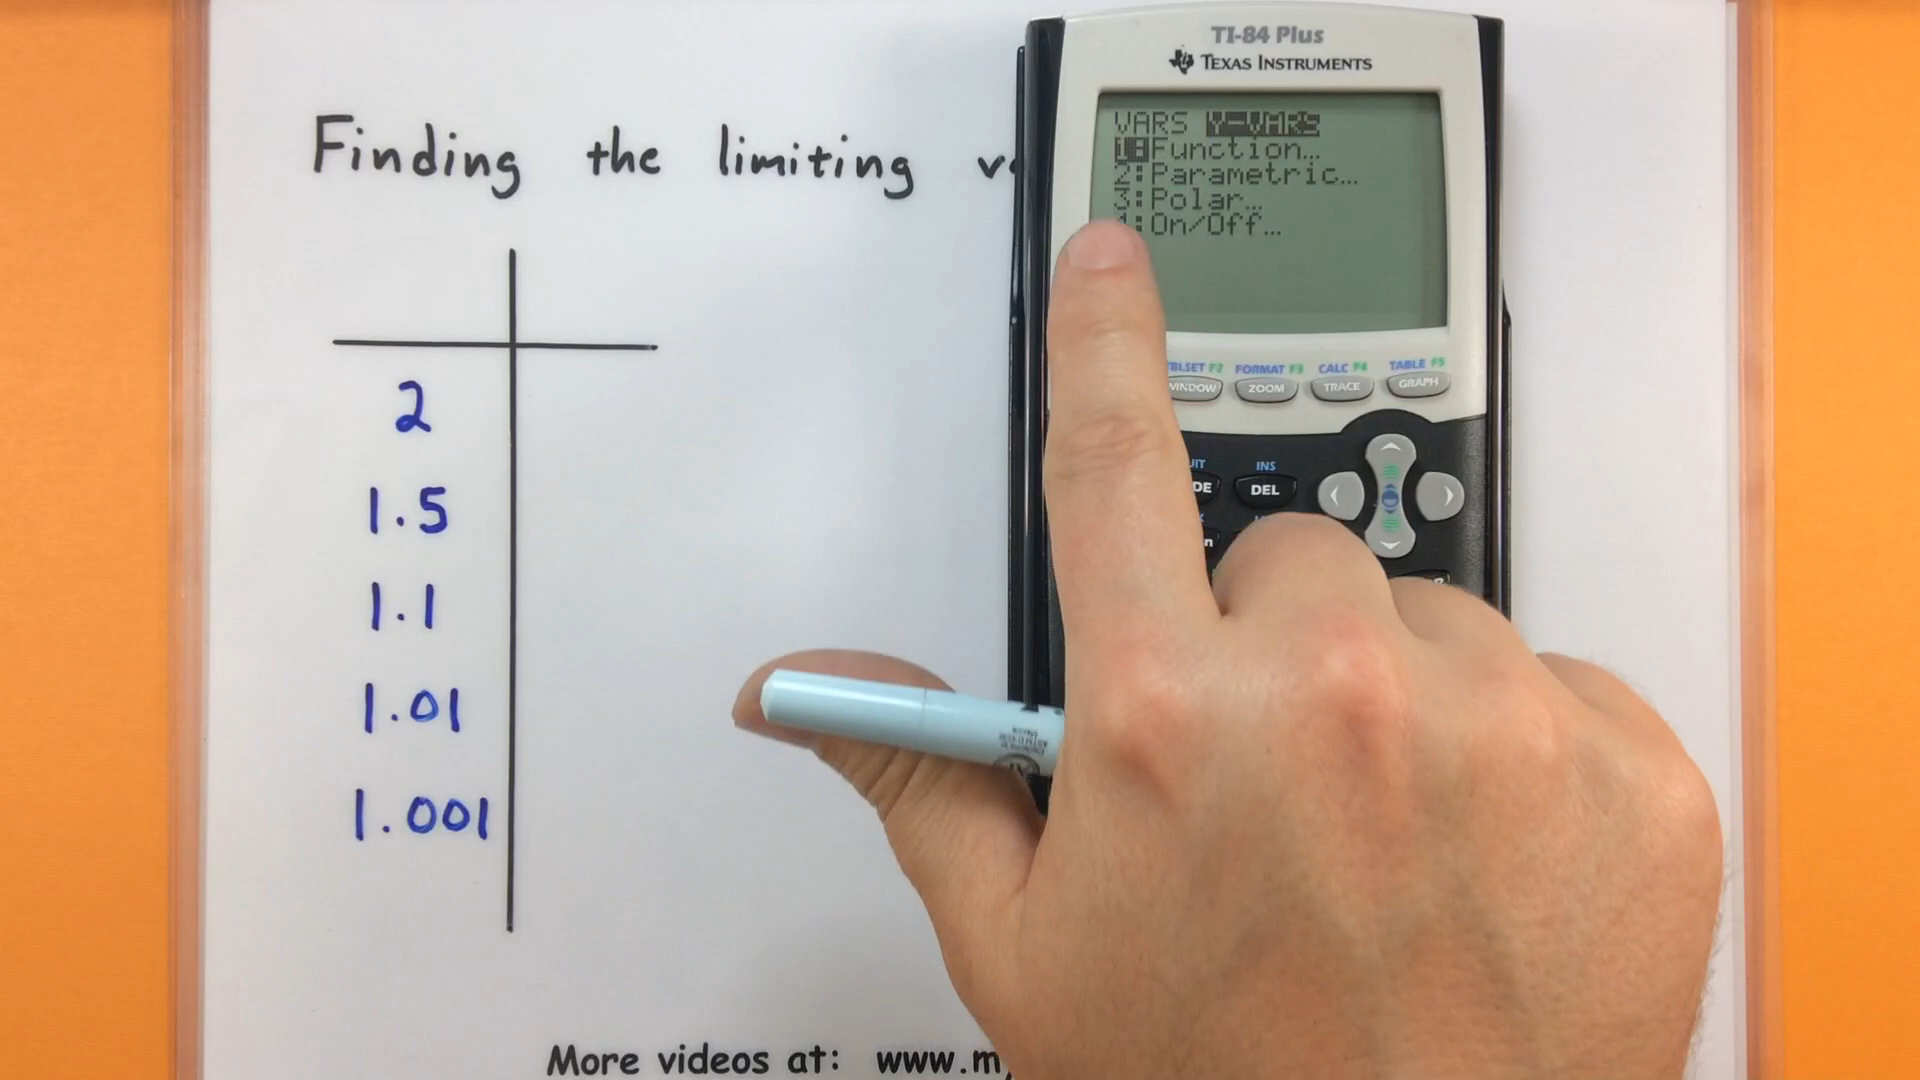 Finding the limiting
2
1.5
1.1
1.01
1.001
More videos at:
TI-84 Plus
TEXAS INSTRUMENTS
VARS Y-VARS
1:Function...
2:Parametric...
3:Polar...
:On/Off...
TBLSET F2 FORMAT F3 CALC F4 TABLE F5
WINDOW ZOOM TRACE GRAPH
INS
DEL